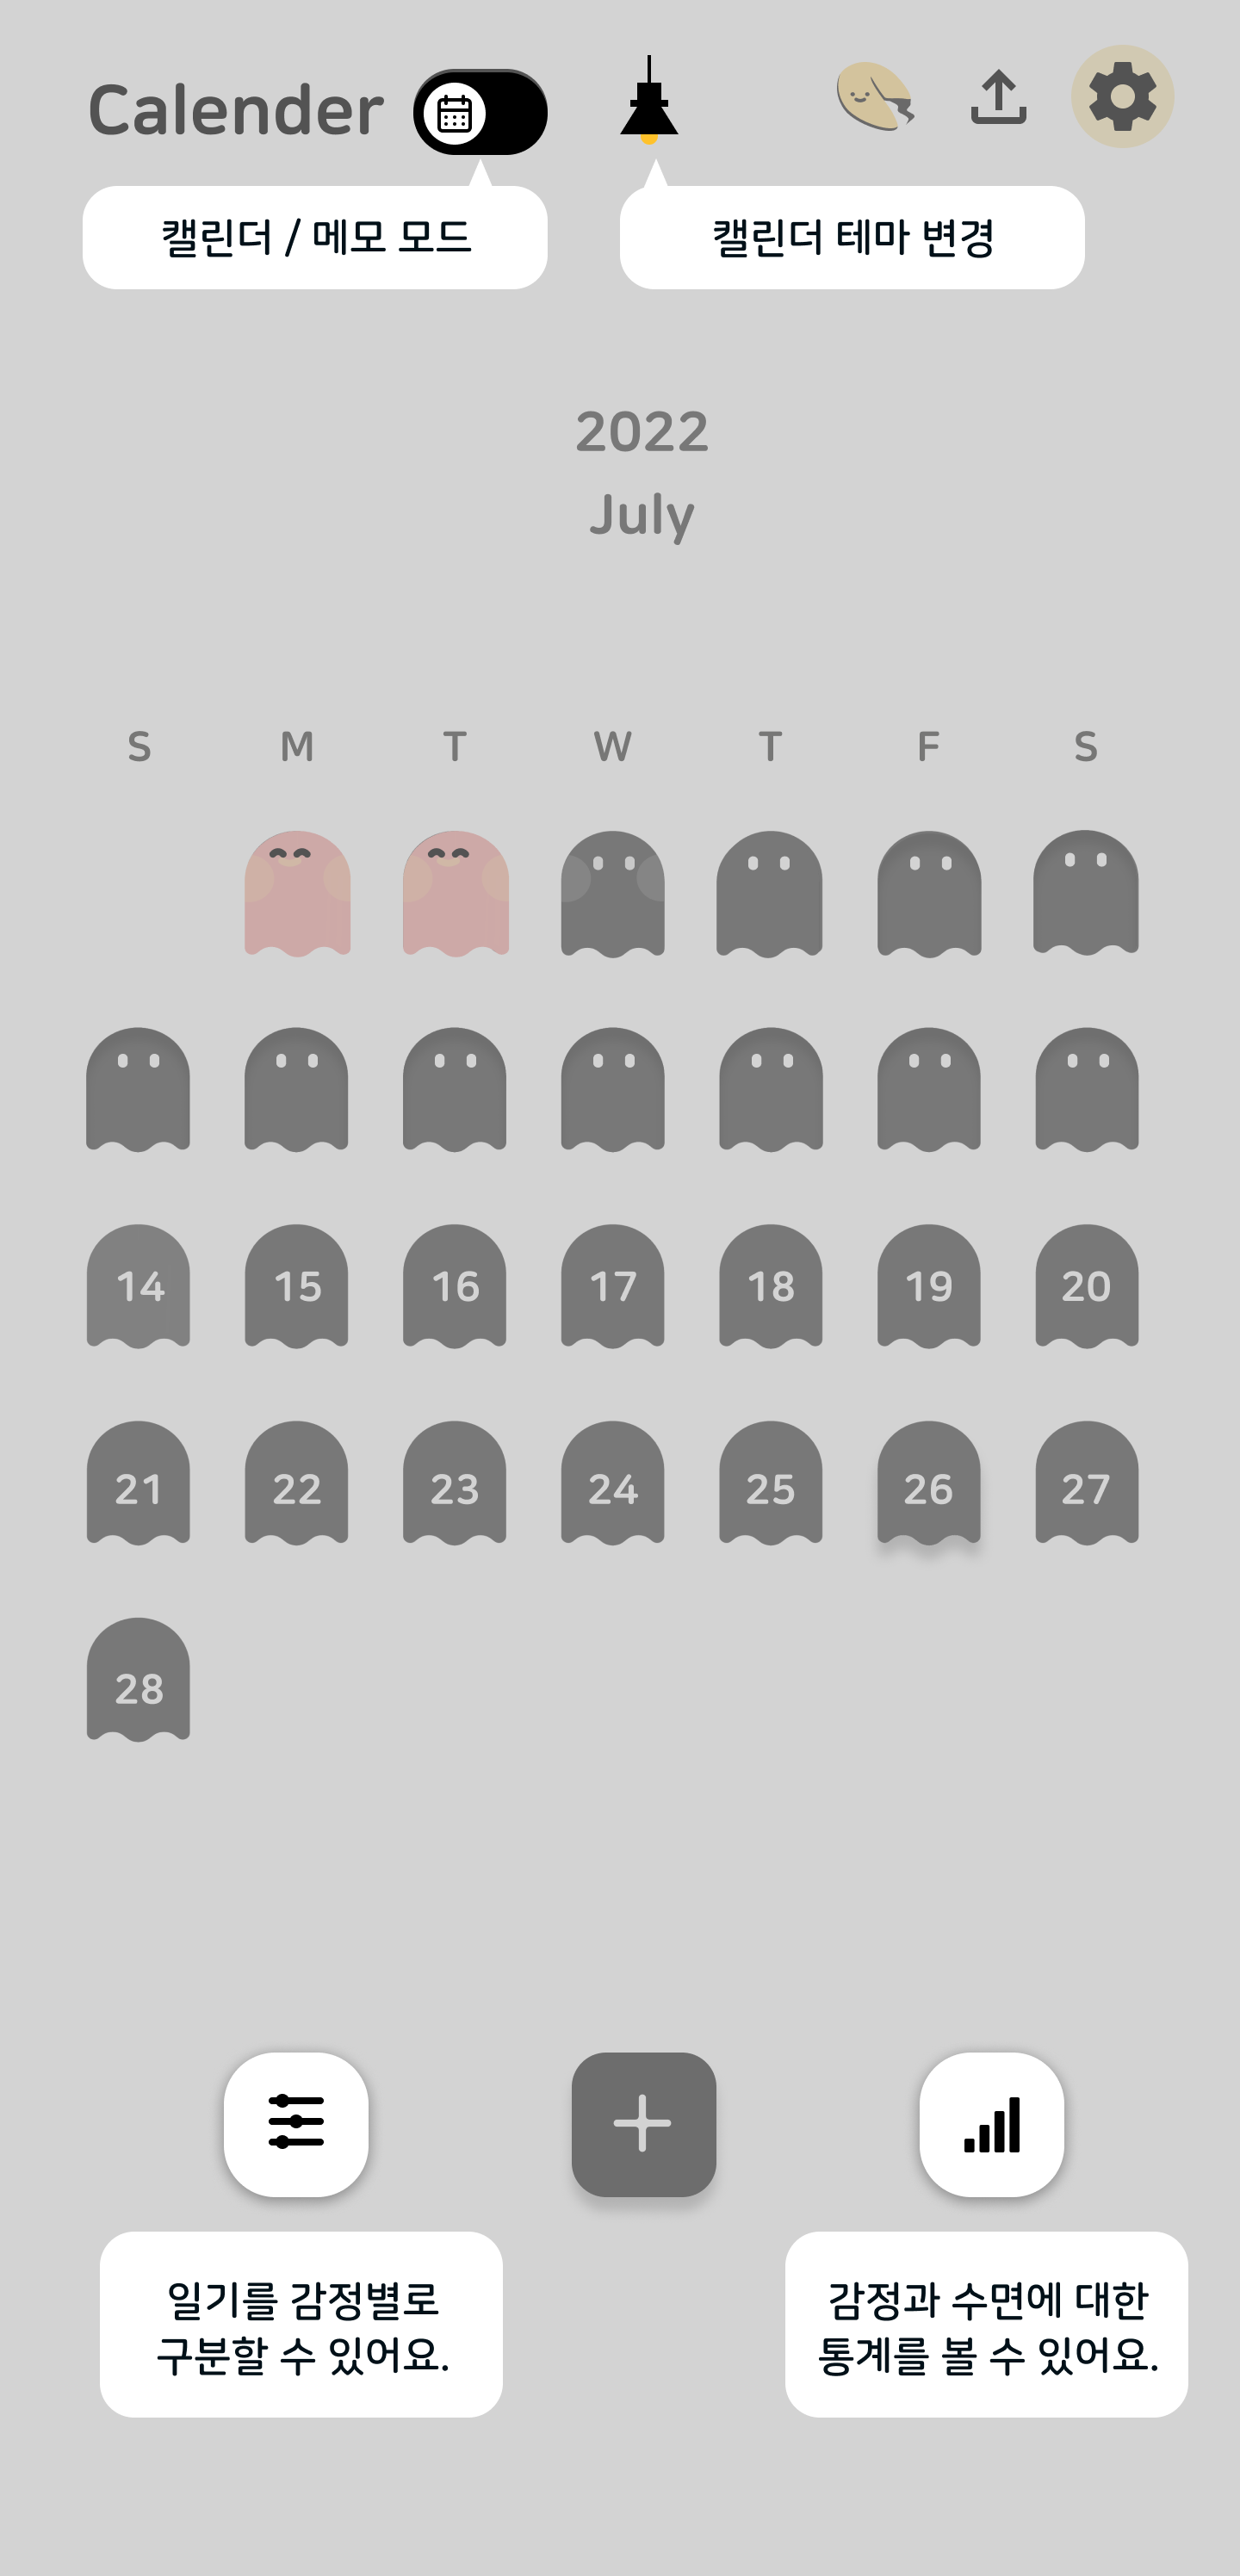 Calender
캘린더 / 메모 모드
캘린더 테마 변경
2022
July
S M T W T F S
14 15 16 17 18 19 20
21 22 23 24 25 26 27
28
일기를 감정별로
구분할 수 있어요.
감정과 수면에 대한
통계를 볼 수 있어요.